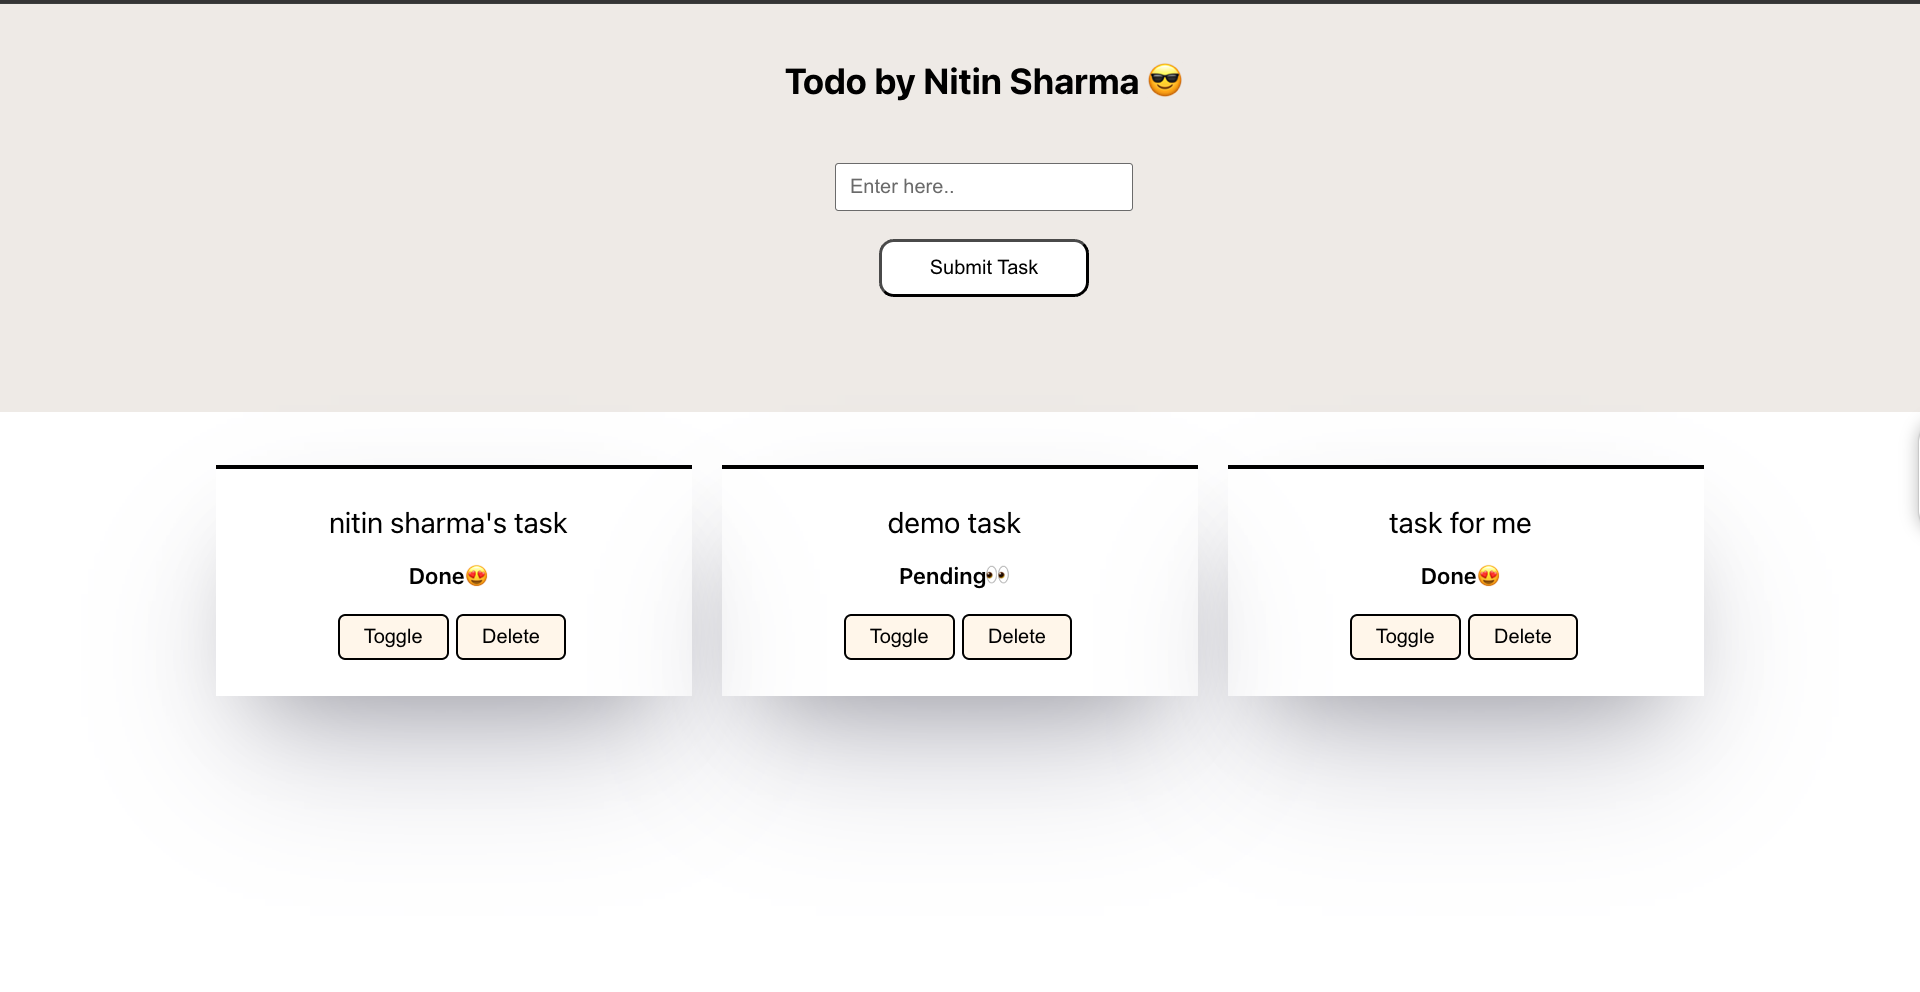 Todo by Nitin Sharma 😎
Enter here..
Submit Task
nitin sharma's task
Done😍
Toggle Delete
demo task
Pending👀
Toggle Delete
task for me
Done😍
Toggle Delete